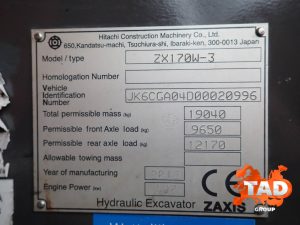 Hitachi Construction Machinery Co., Ltd.
650, Kandatsu-machi, Tsuchiura-shi, Ibaraki-ken, 300-0013 Japan
Model / type ZX170W-3
Homologation Number
Vehicle Identification Number JK6CGA04D00020996
Total permissible mass (kg) 19040
Permissible front Axle load (kg) 9650
Permissible rear axle load (kg) 12170
Allowable towing mass
Year of manufacturing
Engine Power (kW)
Hydraulic Excavator ZAXIS
CE
TAD
GROUP